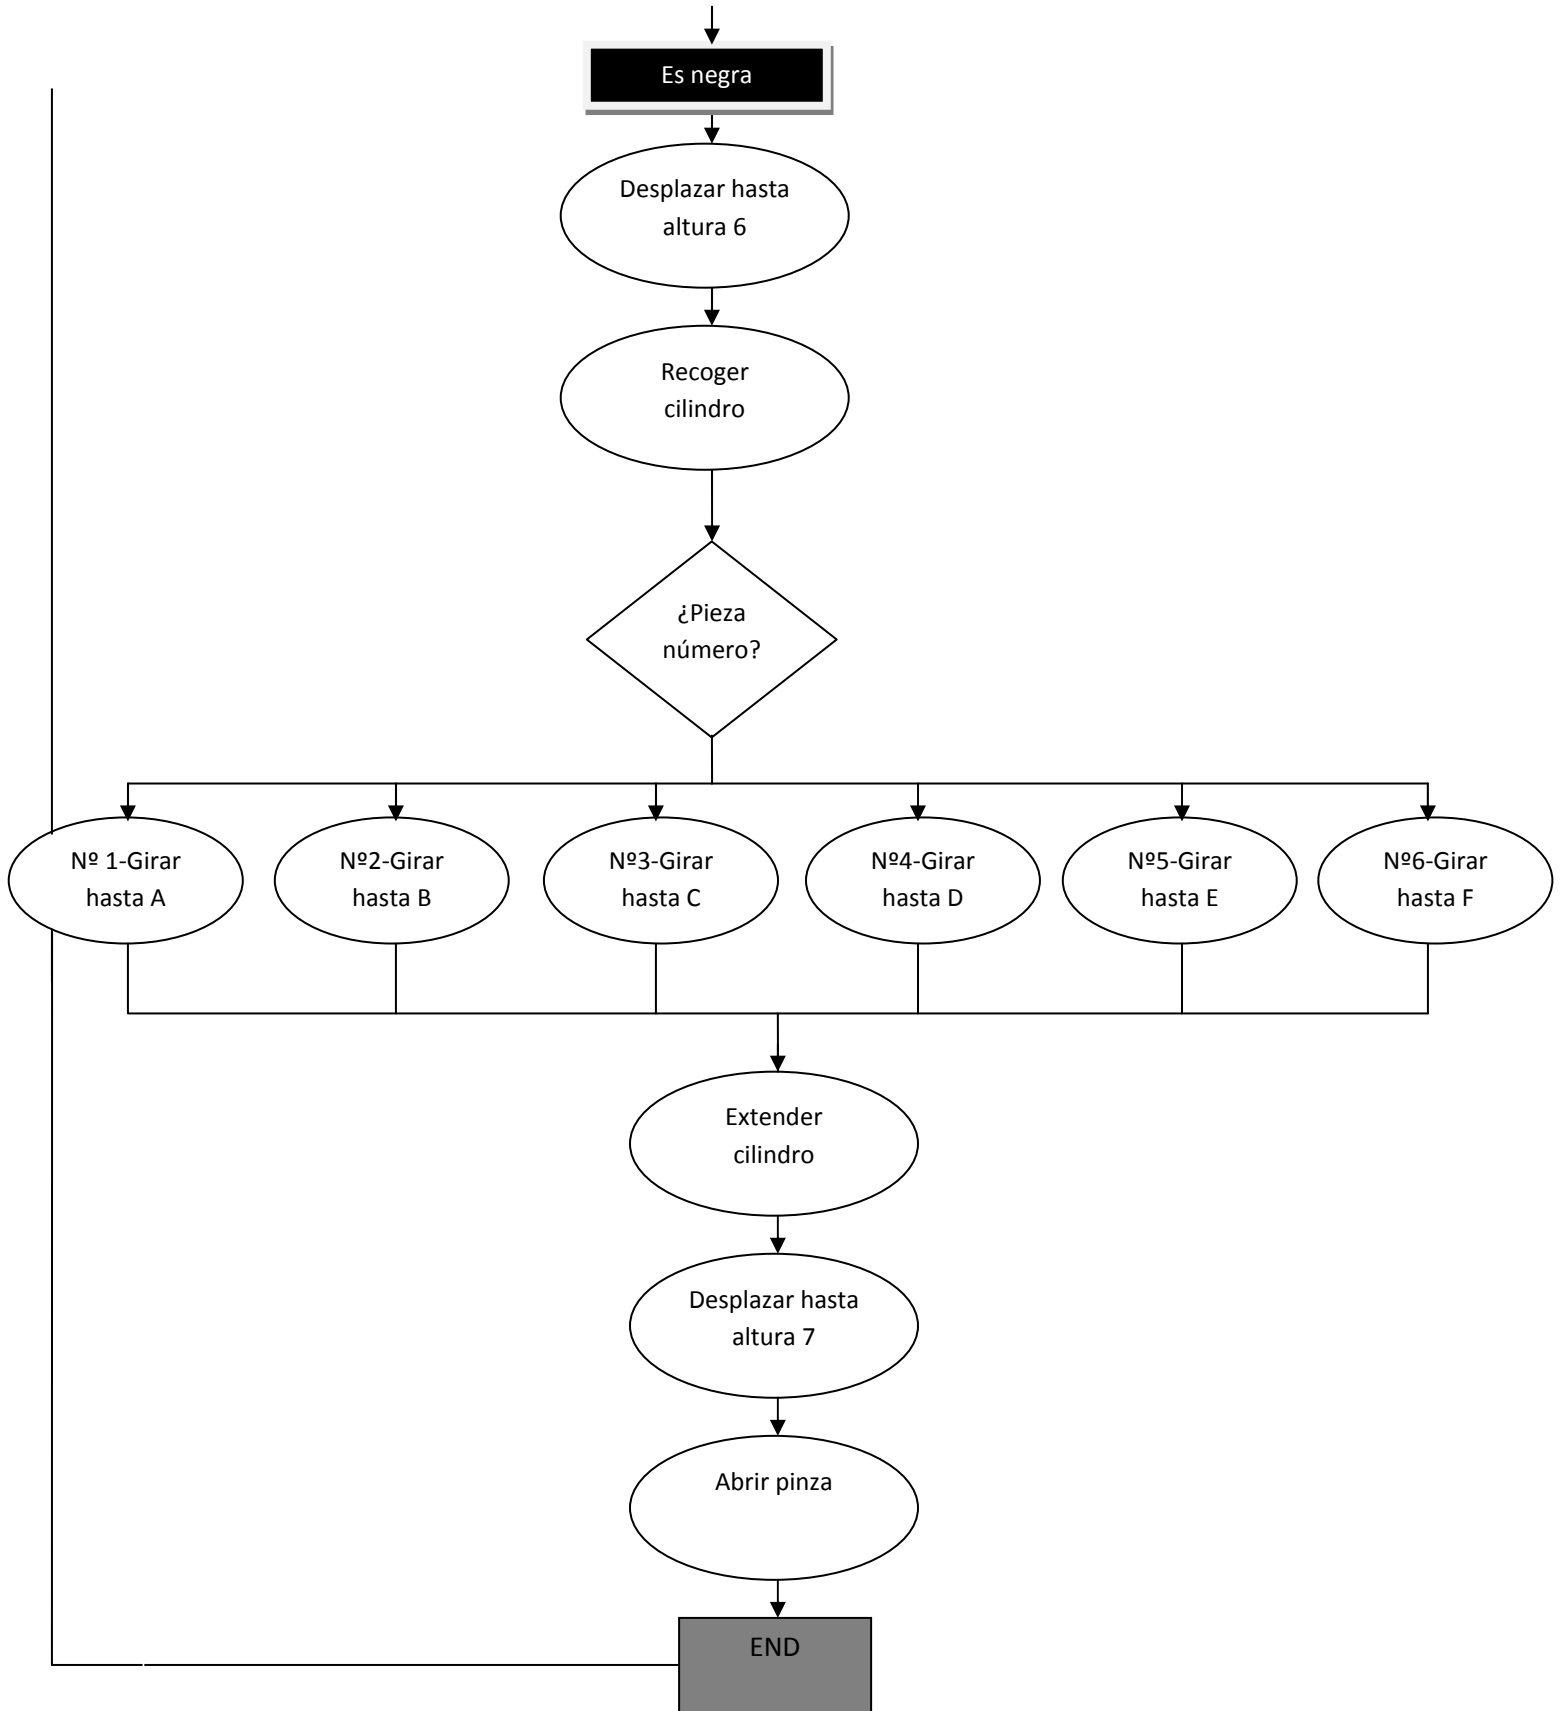 Es negra
Desplazar hasta
altura 6
Recoger
cilindro
¿Pieza
número?
Nº 1-Girar
hasta A
Nº2-Girar
hasta B
Nº3-Girar
hasta C
Nº4-Girar
hasta D
Nº5-Girar
hasta E
Nº6-Girar
hasta F
Extender
cilindro
Desplazar hasta
altura 7
Abrir pinza
END